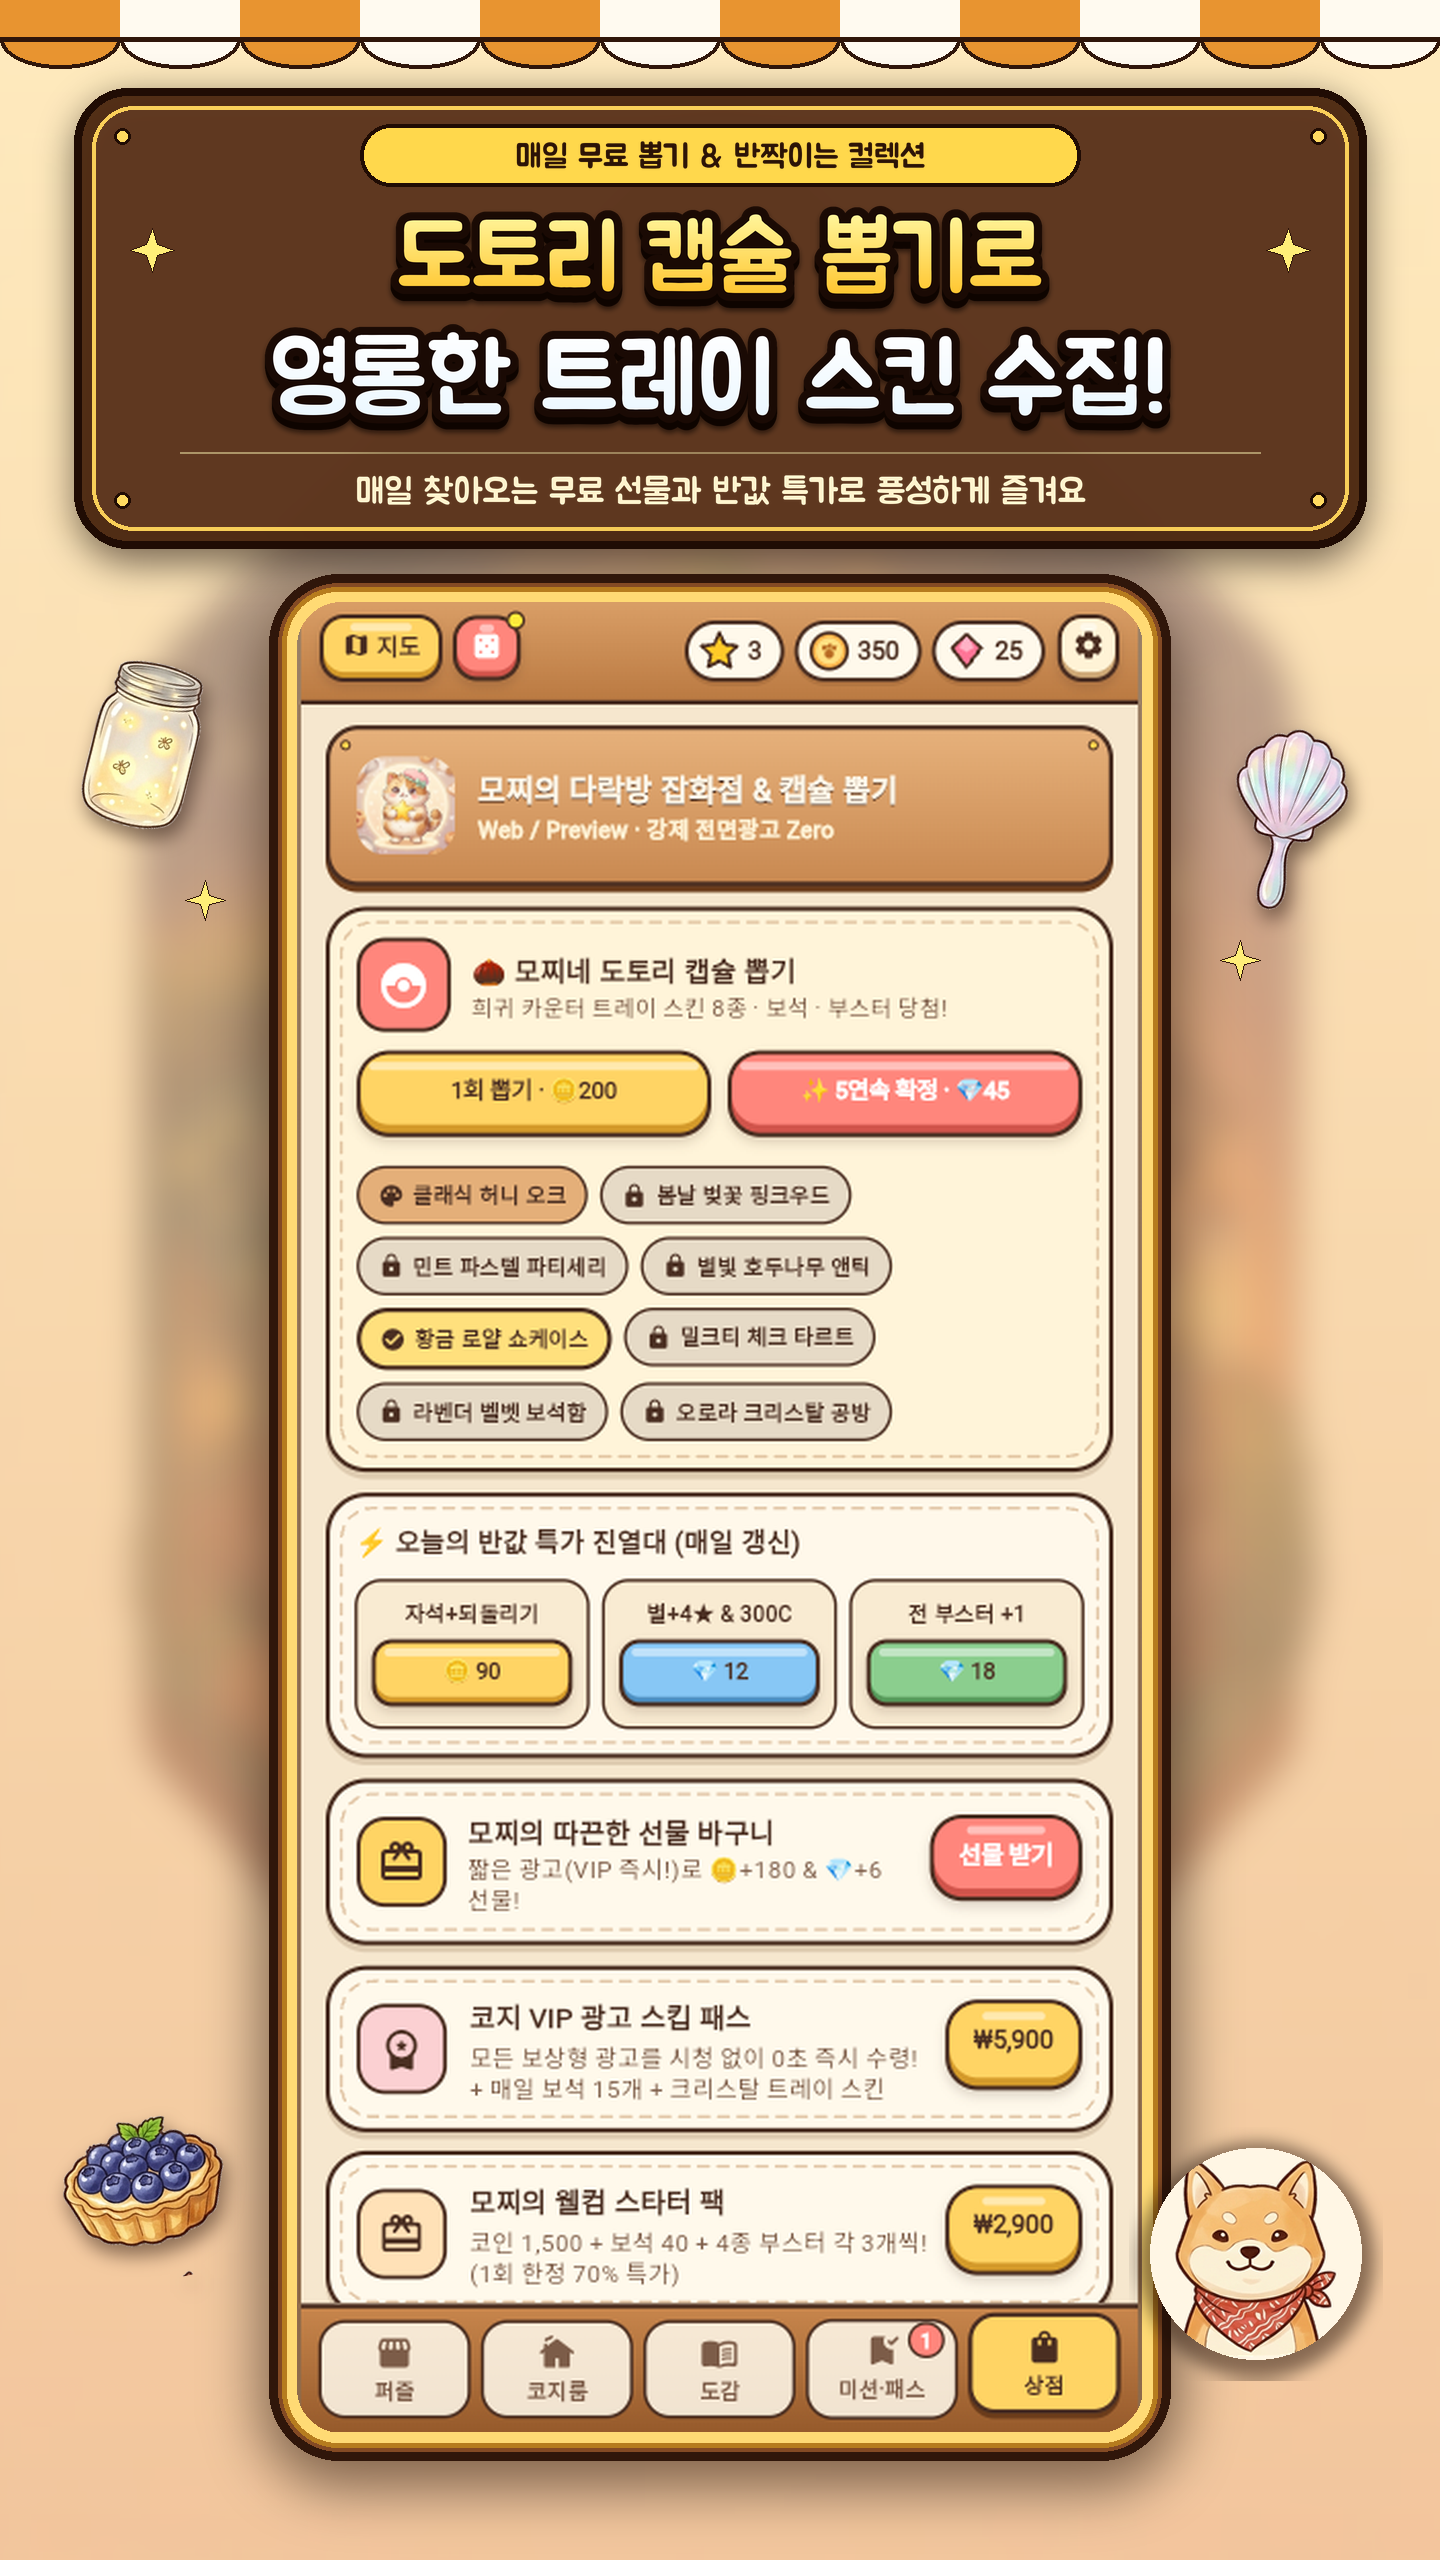 매일 무료 뽑기 & 반짝이는 컬렉션
도토리 캡슐 뽑기로
영롱한 트레이 스킨 수집!
매일 찾아오는 무료 선물과 반값 특가로 풍성하게 즐겨요
지도
3
350
25
모찌의 다락방 잡화점 & 캡슐 뽑기
Web / Preview · 강제 전면광고 Zero
모찌네 도토리 캡슐 뽑기
희귀 카운터 트레이 스킨 8종 · 보석 · 부스터 당첨!
1회 뽑기 · 🪙200
✨ 5연속 확정 · 💎45
클래식 허니 오크
봄날 벚꽃 핑크우드
민트 파스텔 파티세리
별빛 호두나무 앤틱
황금 로얄 쇼케이스
밀크티 체크 타르트
라벤더 벨벳 보석함
오로라 크리스탈 공방
⚡ 오늘의 반값 특가 진열대 (매일 갱신)
자석+되돌리기
별+4★ & 300C
전 부스터 +1
🪙 90
💎 12
💎 18
모찌의 따끈한 선물 바구니
짧은 광고(VIP 즉시!)로 🪙+180 & 💎+6
선물!
선물 받기
코지 VIP 광고 스킵 패스
모든 보상형 광고를 시청 없이 0초 즉시 수령!
+ 매일 보석 15개 + 크리스탈 트레이 스킨
₩5,900
모찌의 웰컴 스타터 팩
코인 1,500 + 보석 40 + 4종 부스터 각 3개씩!
(1회 한정 70% 특가)
₩2,900
퍼즐
코지룸
도감
미션·패스
1
상점